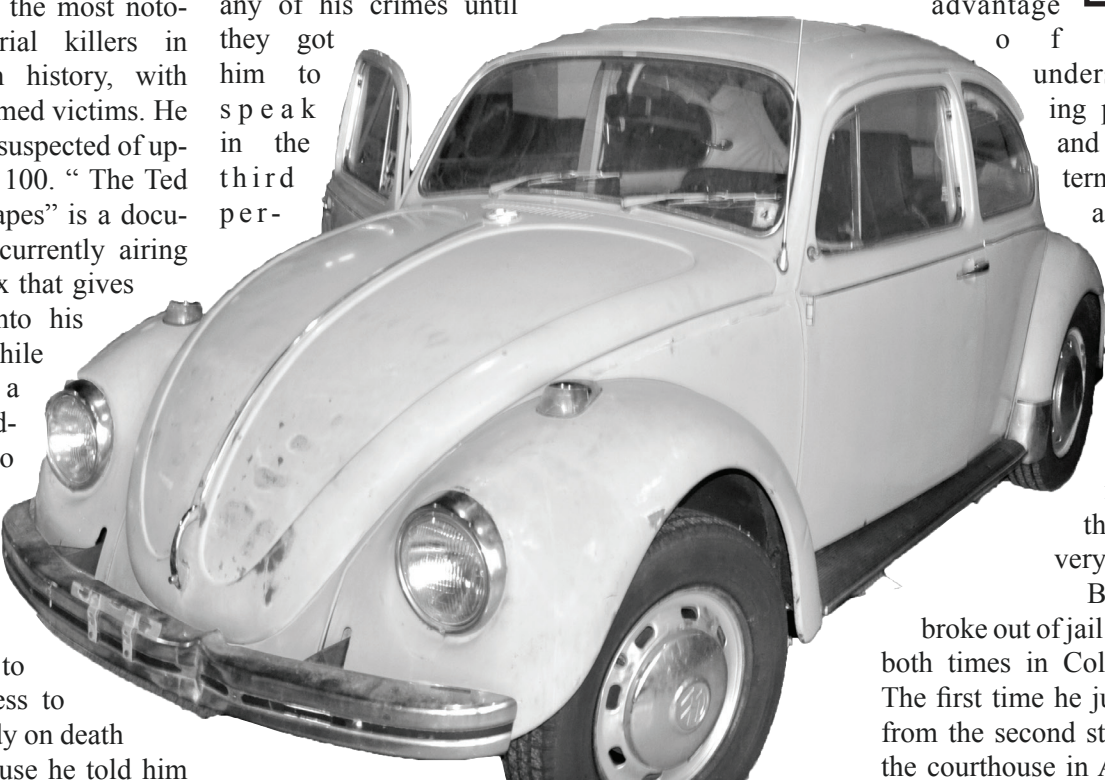 the most noto-
rial killers in
history, with
med victims. He
suspected of up-
100. “ The Ted
apes” is a docu-
currently airing
x that gives
nto his
hile
a
d-
o
to
ess to
ly on death
use he told him
any of his crimes until
they got
him to
speak
in the
third
per-
advantage
o f
under
ing p
and
tern
a
th
very
B
broke out of jail
both times in Col
The first time he ju
from the second st
the courthouse in A